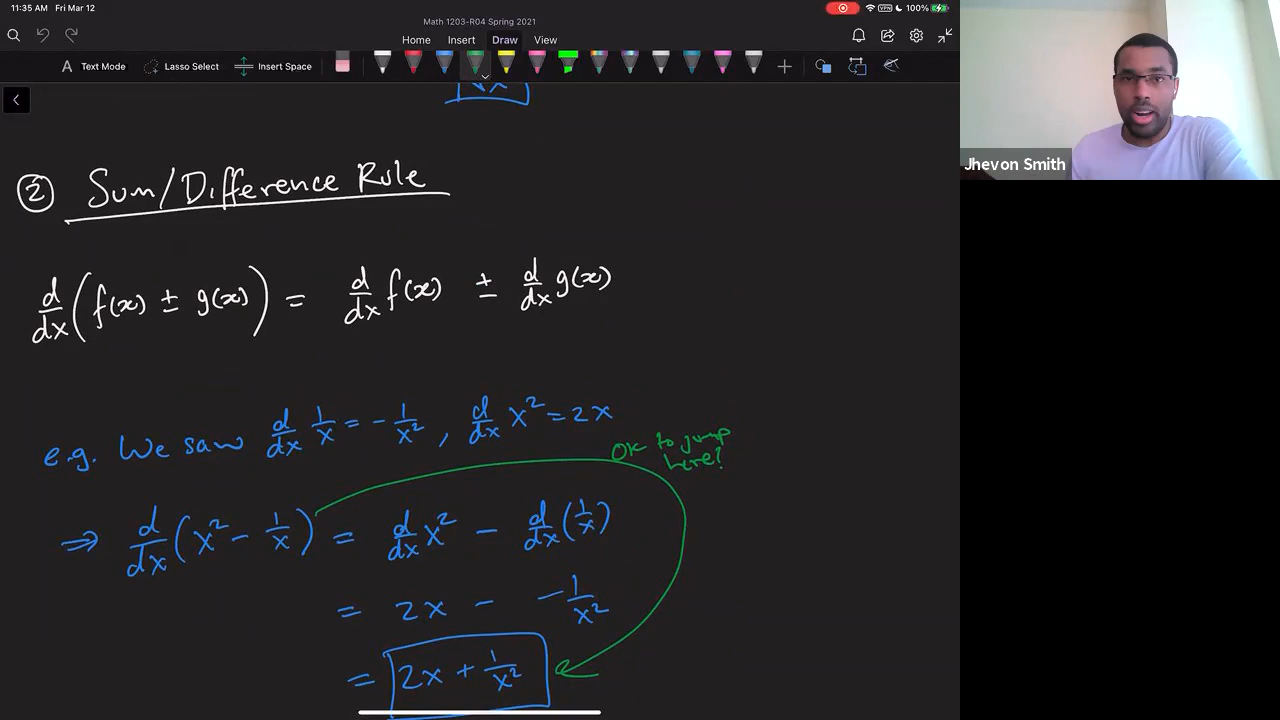 11:35 AM Fri Mar 12
100%
Math 1203-R04 Spring 2021
Home Insert Draw View
Text Mode Lasso Select Insert Space
√x
② Sum/Difference Rule
d/dx (f(x) ± g(x)) = d/dx f(x) ± d/dx g(x)
e.g. We saw d/dx 1/x = -1/x², d/dx x² = 2x
OK to jump
here?
⇒ d/dx (x² - 1/x) = d/dx x² - d/dx (1/x)
= 2x - -1/x²
= 2x + 1/x²
Jhevon Smith